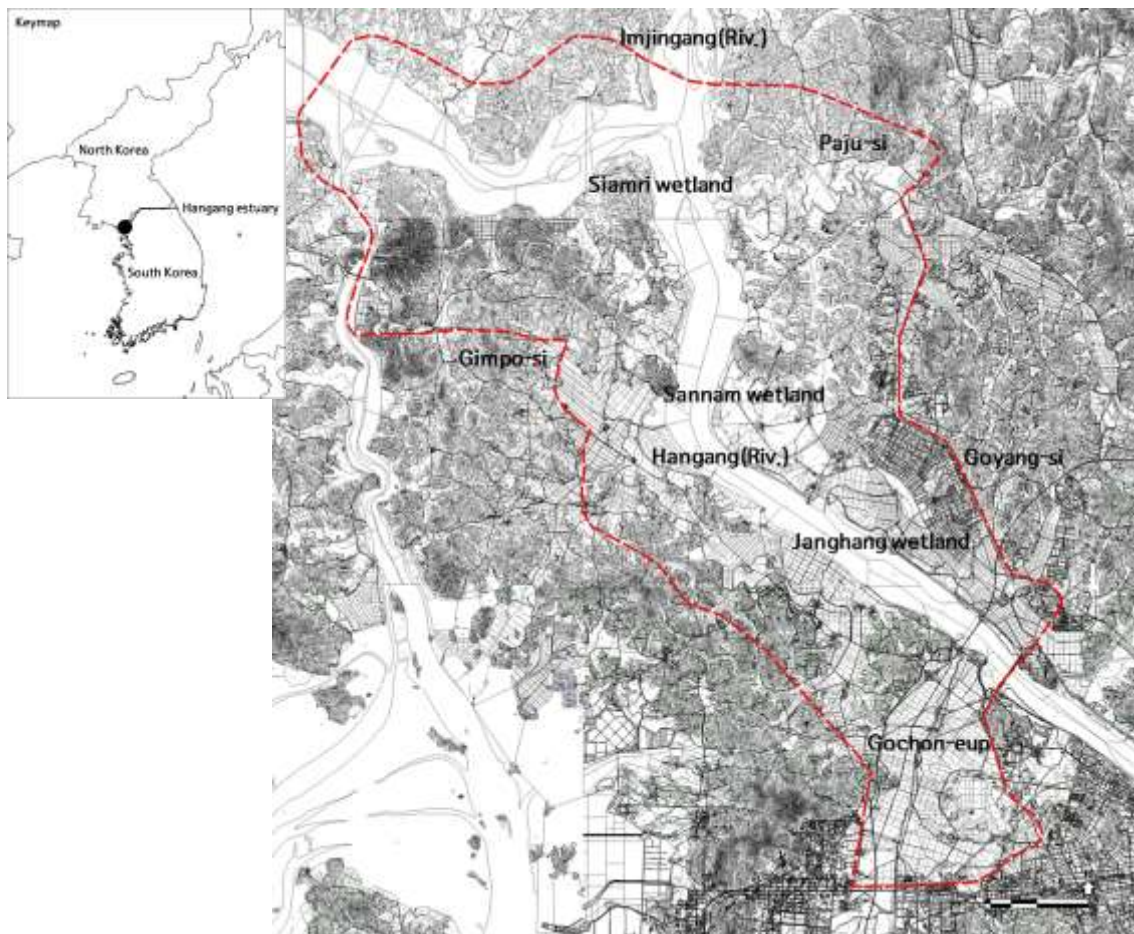 Keymap
North Korea
Hangang estuary
South Korea
Imjingang(Riv.)
Paju-si
Siamri wetland
Gimpo-si
Sannam wetland
Hangang(Riv.)
Goyang-si
Janghang wetland
Gochon-eup